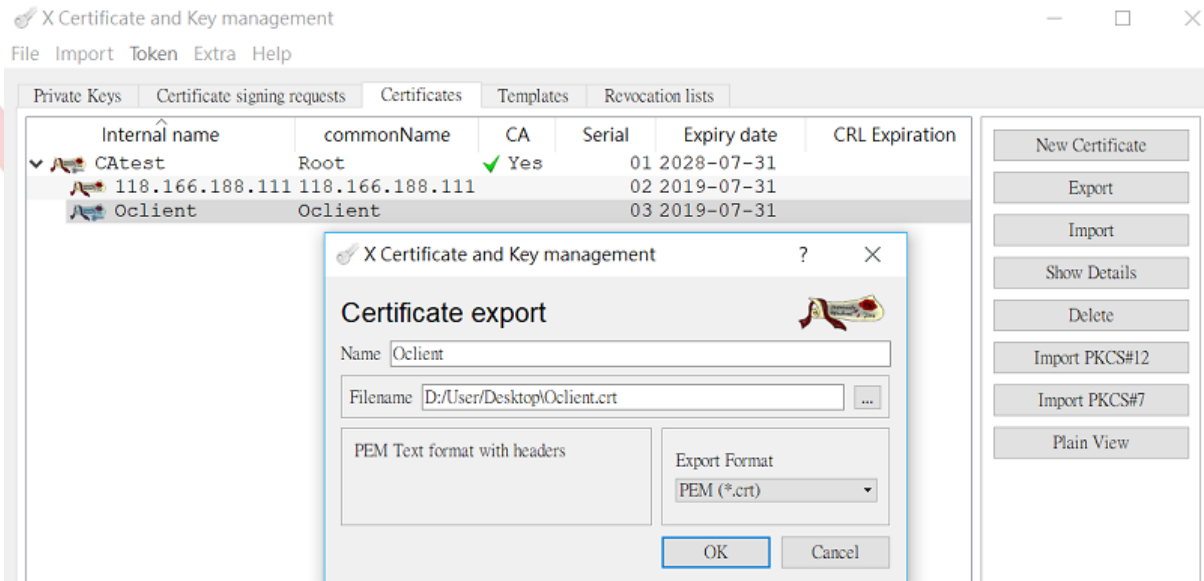 X Certificate and Key management
File Import Token Extra Help
Private Keys Certificate signing requests Certificates Templates Revocation lists
Internal name commonName CA Serial Expiry date CRL Expiration
CAtest Root Yes 01 2028-07-31
118.166.188.111 118.166.188.111 02 2019-07-31
Oclient Oclient 03 2019-07-31
New Certificate
Export
Import
Show Details
Delete
Import PKCS#12
Import PKCS#7
Plain View
X Certificate and Key management ?
Certificate export
Name Oclient
Filename D:/User/Desktop\Oclient.crt ...
PEM Text format with headers
Export Format
PEM (*.crt)
OK Cancel